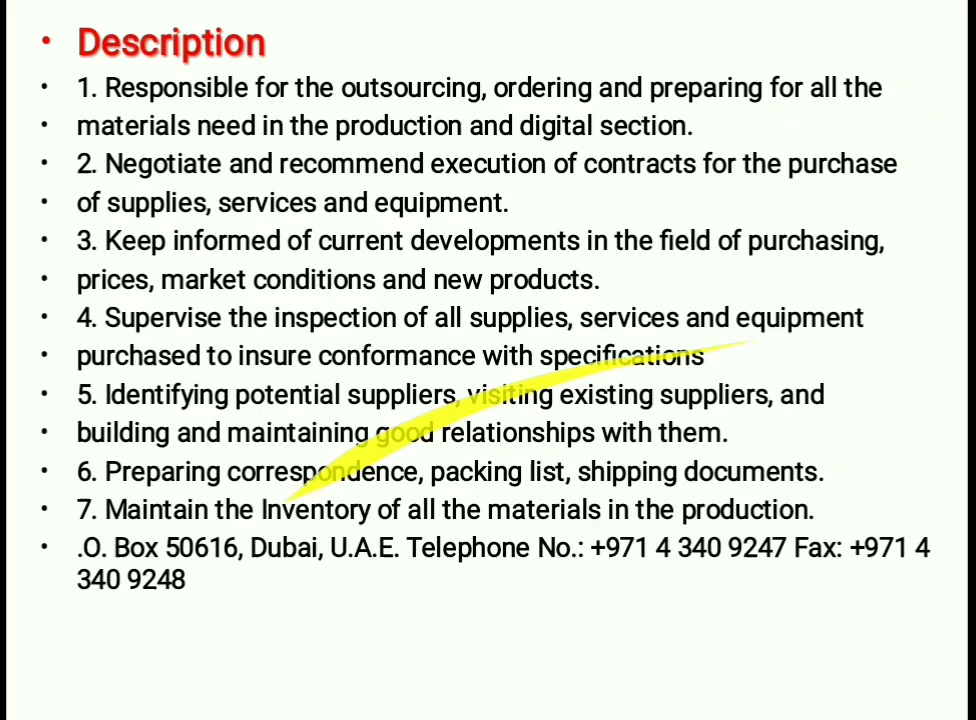 • Description
• 1. Responsible for the outsourcing, ordering and preparing for all the
• materials need in the production and digital section.
• 2. Negotiate and recommend execution of contracts for the purchase
• of supplies, services and equipment.
• 3. Keep informed of current developments in the field of purchasing,
• prices, market conditions and new products.
• 4. Supervise the inspection of all supplies, services and equipment
• purchased to insure conformance with specifications
• 5. Identifying potential suppliers, visiting existing suppliers, and
• building and maintaining good relationships with them.
• 6. Preparing correspondence, packing list, shipping documents.
• 7. Maintain the Inventory of all the materials in the production.
• .O. Box 50616, Dubai, U.A.E. Telephone No.: +971 4 340 9247 Fax: +971 4
340 9248